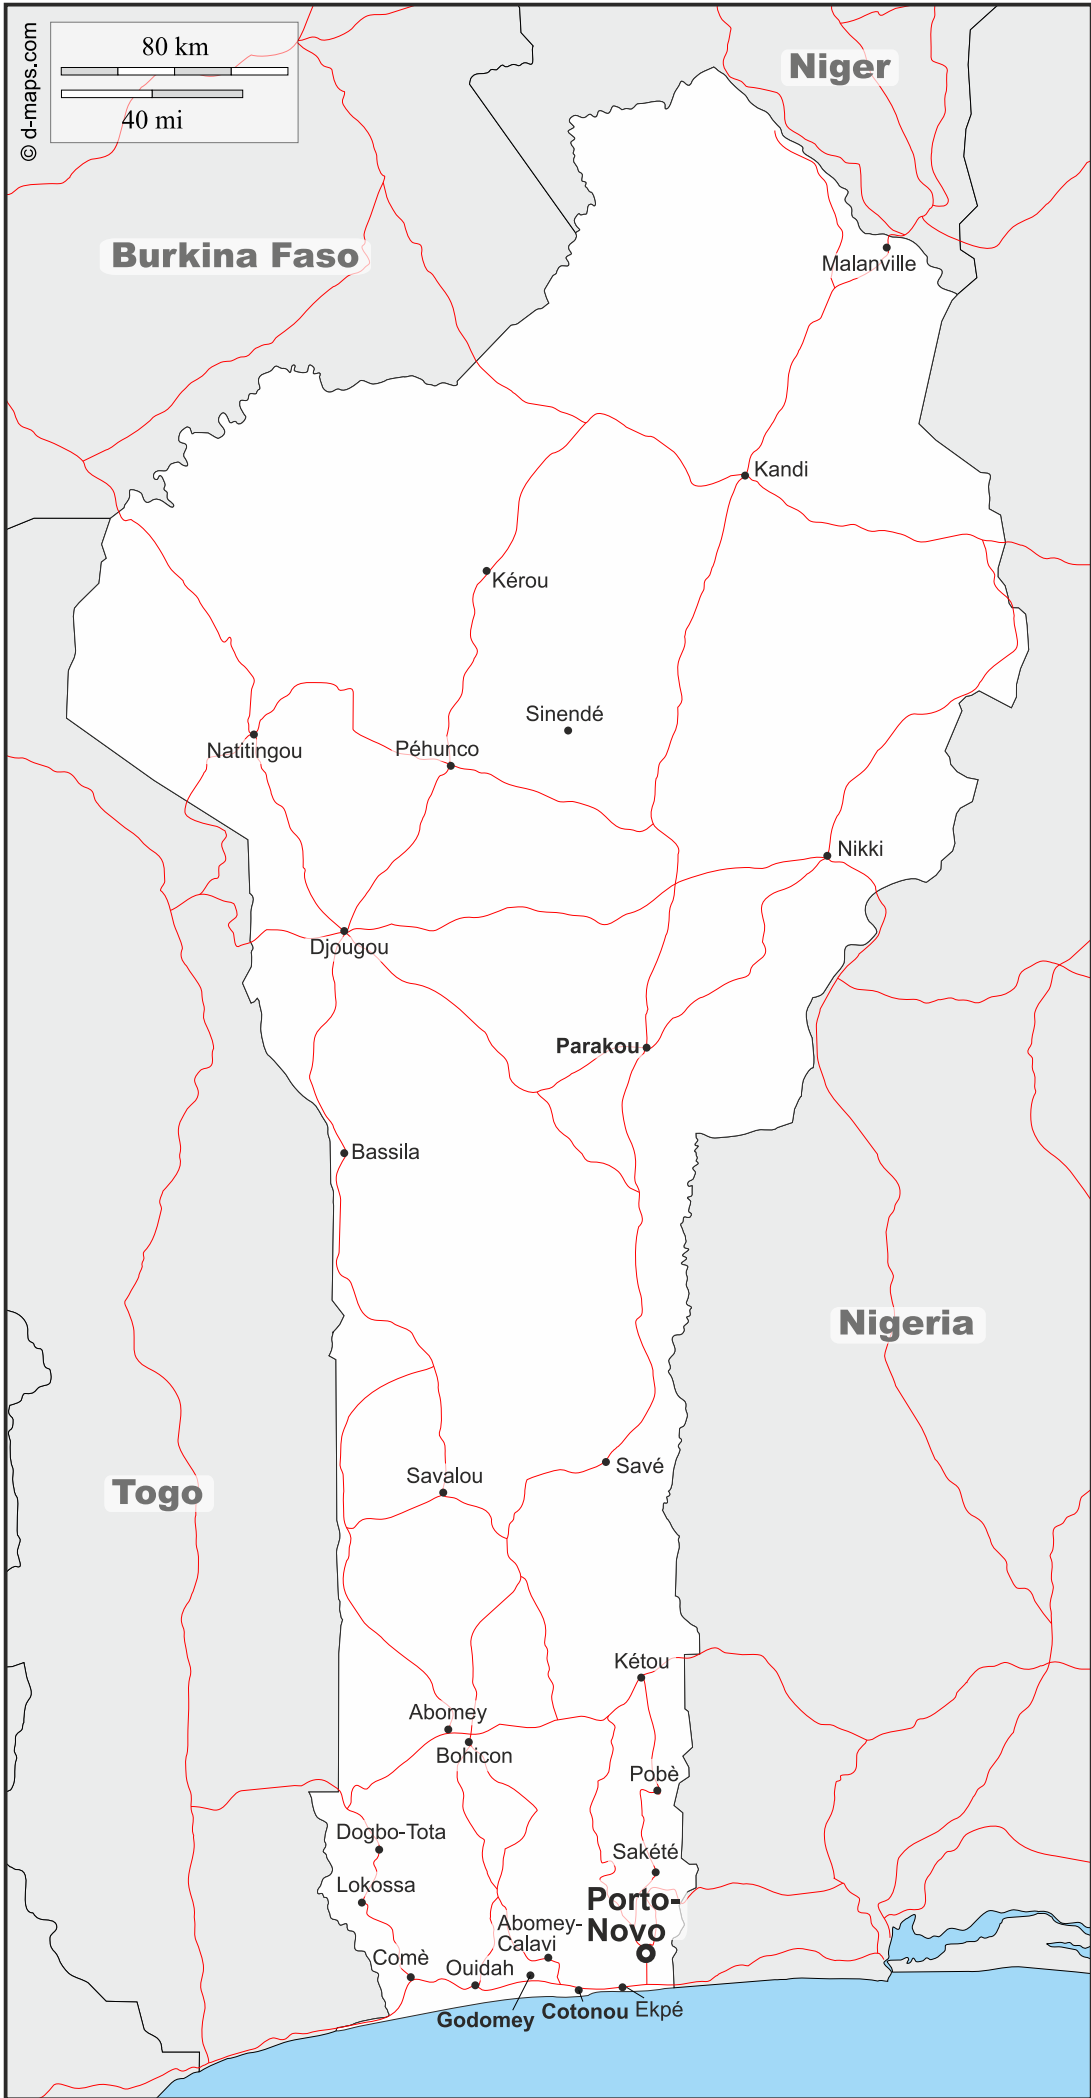 © d-maps.com
80 km
40 mi
Niger
Burkina Faso
Malanville
Kandi
Kérou
Sinendé
Natitingou
Péhunco
Nikki
Djougou
Parakou
Bassila
Nigeria
Togo
Savé
Savalou
Kétou
Abomey
Bohicon
Pobè
Dogbo-Tota
Sakété
Lokossa
Porto-
Novo
Abomey-
Calavi
Comè
Ouidah
Godomey
Cotonou
Ekpé